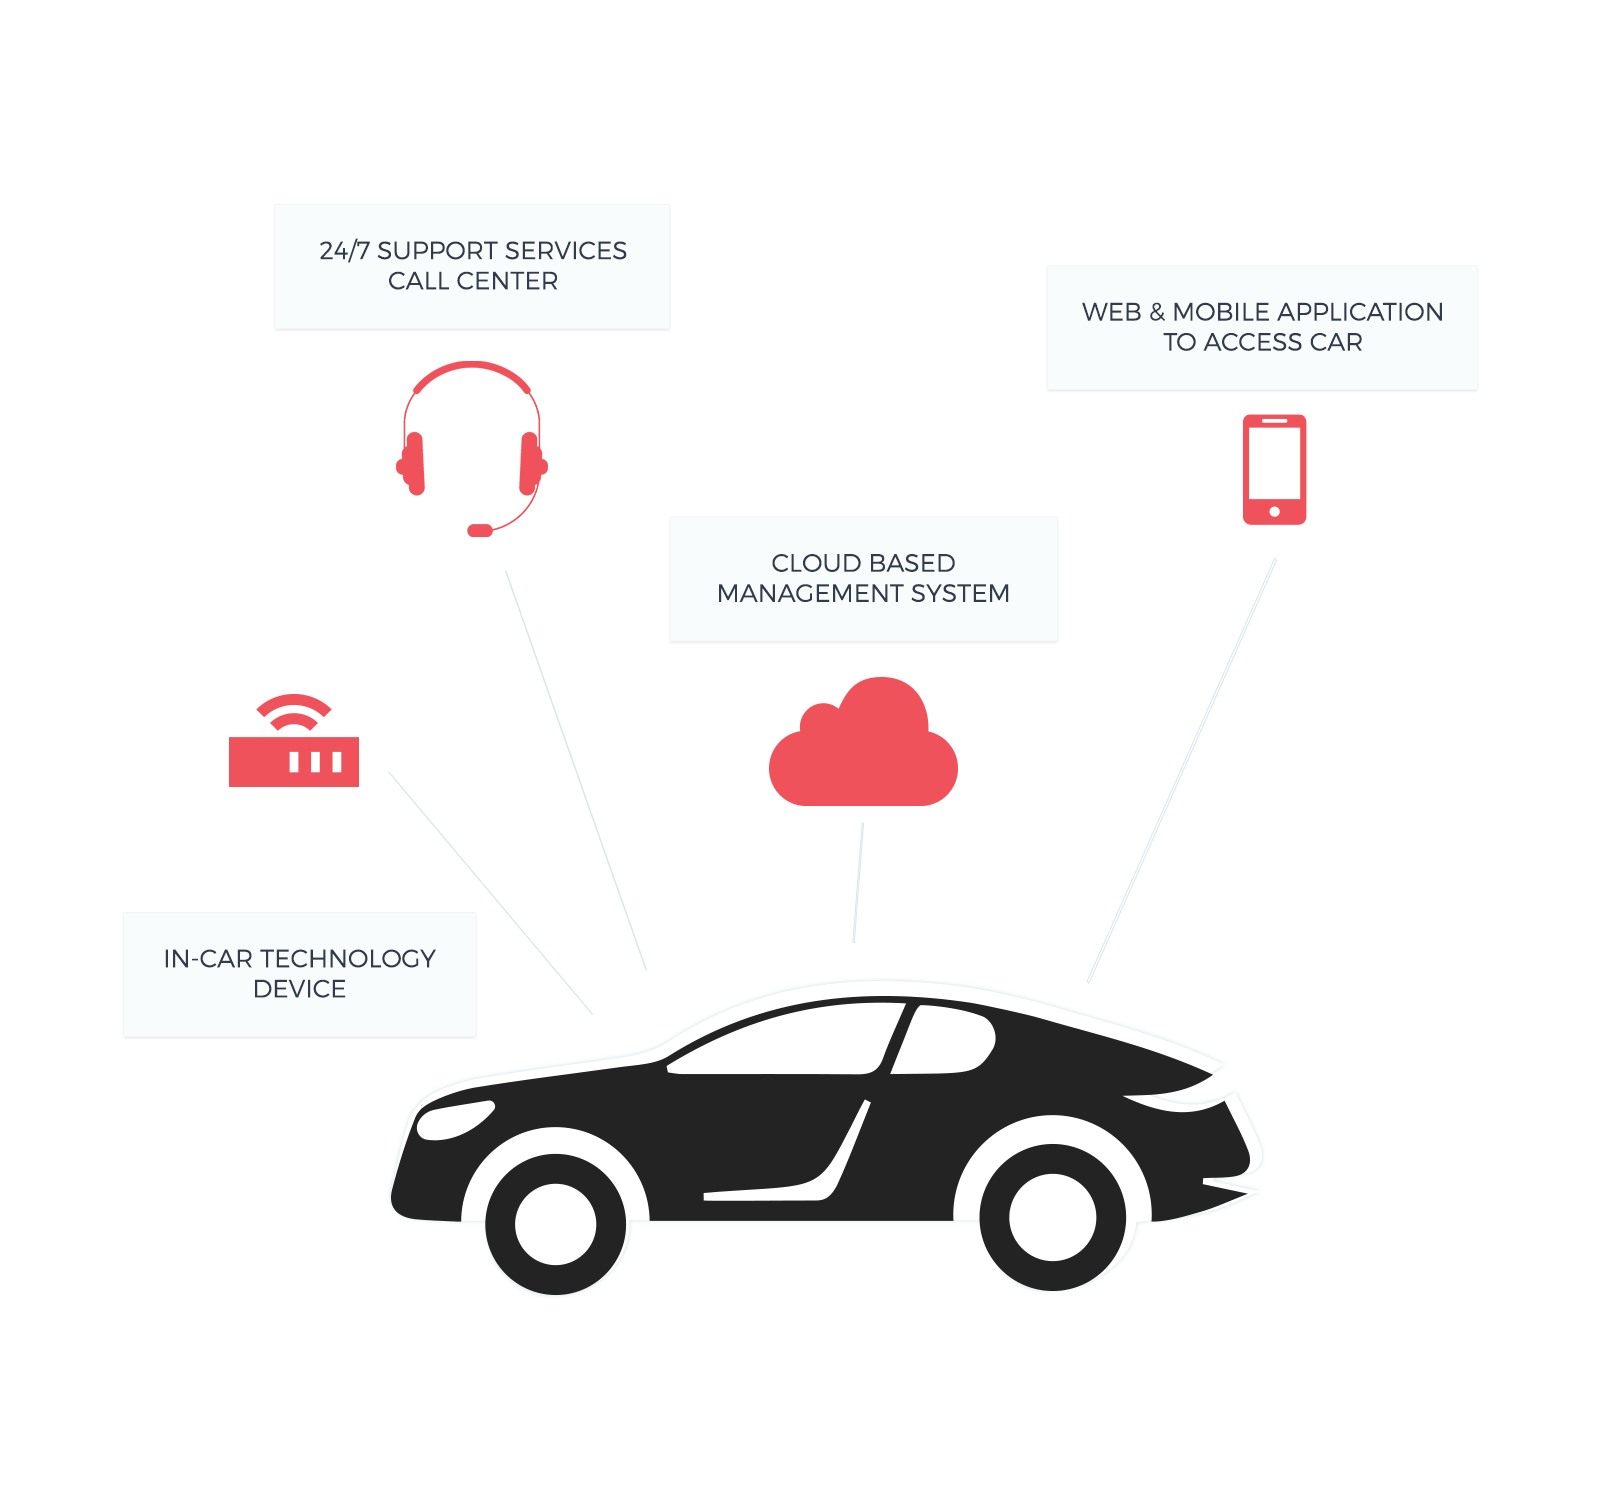 24/7 SUPPORT SERVICES
CALL CENTER
WEB & MOBILE APPLICATION
TO ACCESS CAR
CLOUD BASED
MANAGEMENT SYSTEM
IN-CAR TECHNOLOGY
DEVICE